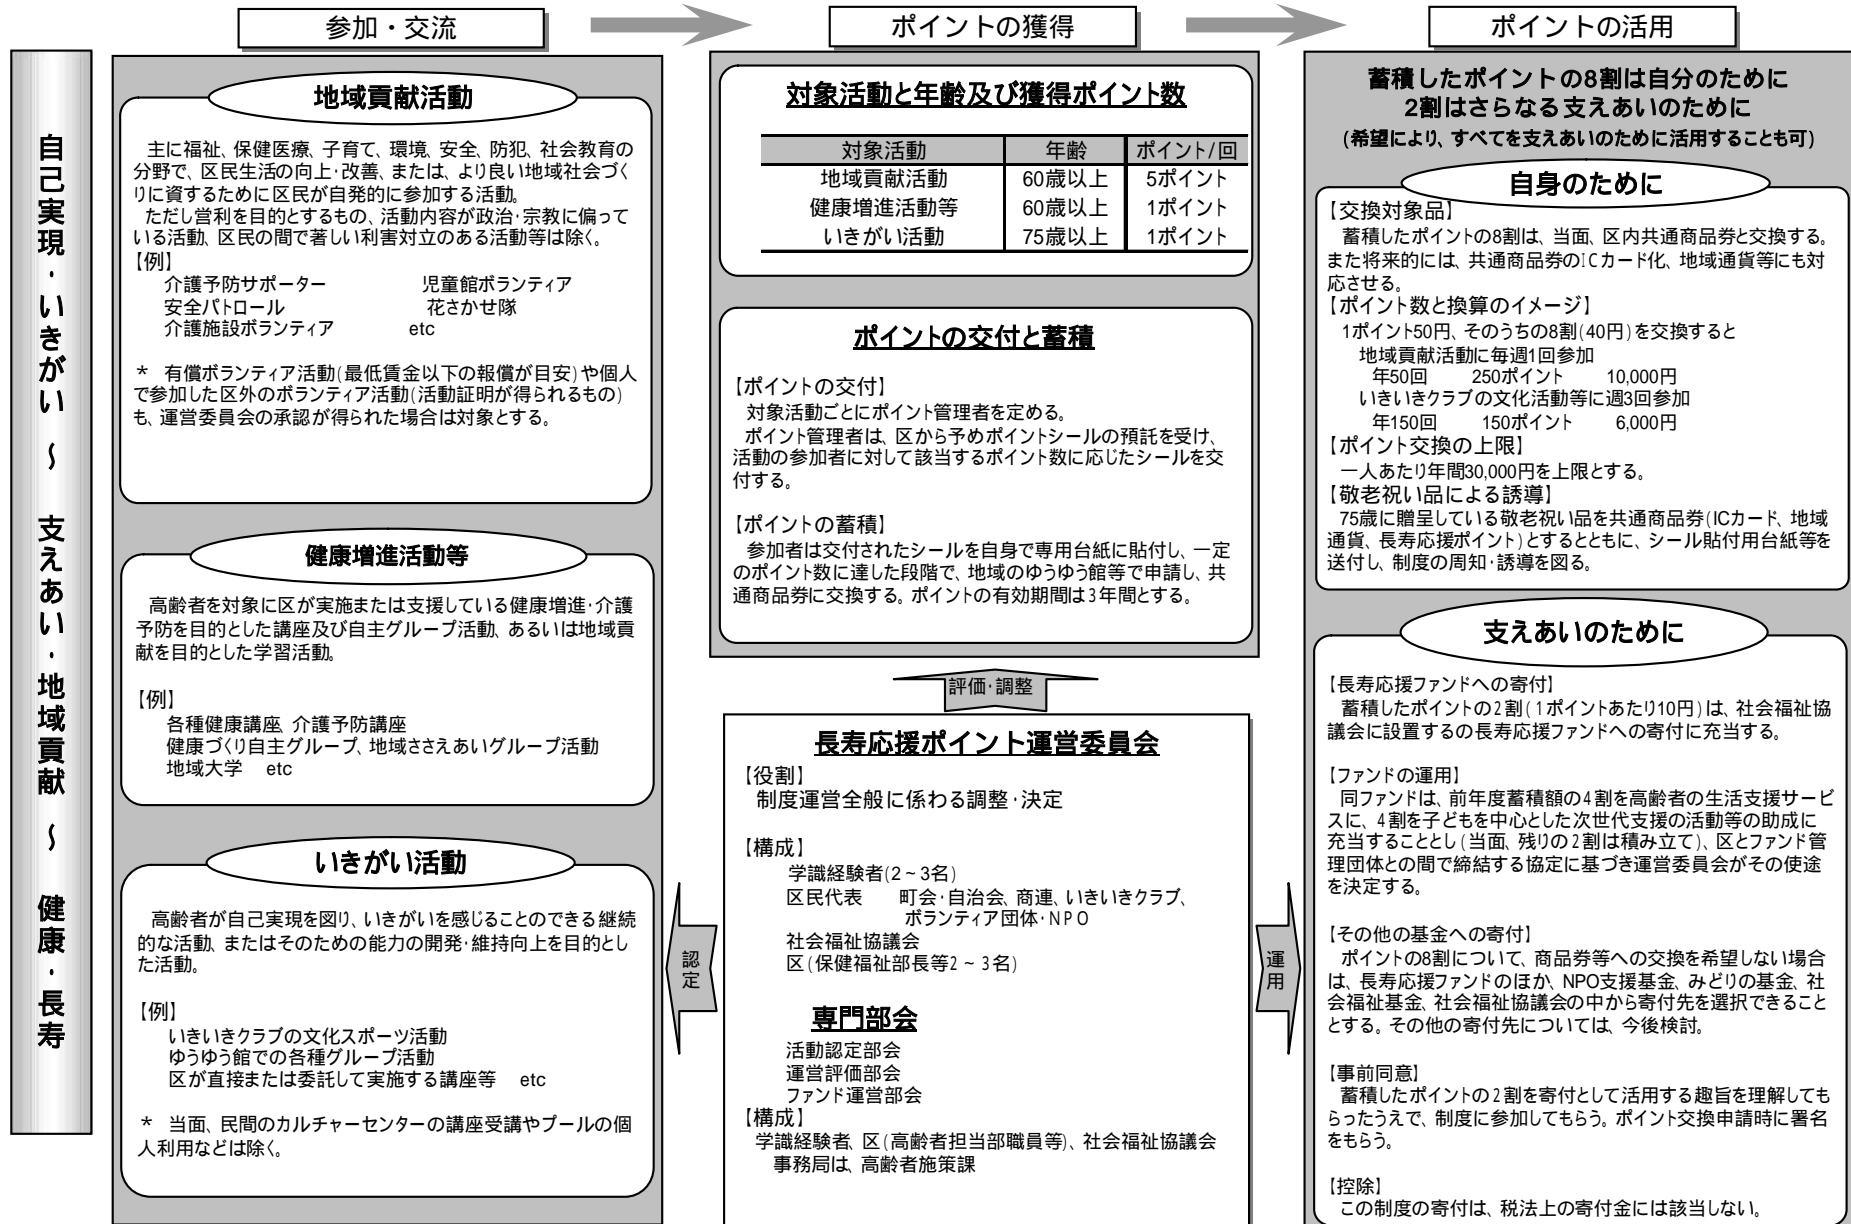 参加・交流
ポイントの獲得
ポイントの活用
自己実現・いきがい ～ 支えあい・地域貢献 ～ 健康・長寿
地域貢献活動
主に福祉、保健医療、子育て、環境、安全、防犯、社会教育の
分野で、区民生活の向上・改善、または、より良い地域社会づく
りに資するために区民が自発的に参加する活動。
ただし営利を目的とするもの、活動内容が政治・宗教に偏って
いる活動、区民の間で著しい利害対立のある活動等は除く。
【例】
介護予防サポーター 児童館ボランティア
安全パトロール 花さかせ隊
介護施設ボランティア etc
* 有償ボランティア活動(最低賃金以下の報償が目安)や個人
で参加した区外のボランティア活動(活動証明が得られるもの)
も、運営委員会の承認が得られた場合は対象とする。
健康増進活動等
高齢者を対象に区が実施または支援している健康増進・介護
予防を目的とした講座及び自主グループ活動、あるいは地域貢
献を目的とした学習活動。
【例】
各種健康講座、介護予防講座
健康づくり自主グループ、地域ささえあいグループ活動
地域大学 etc
いきがい活動
高齢者が自己実現を図り、いきがいを感じることのできる継続
的な活動、またはそのための能力の開発・維持向上を目的とし
た活動。
【例】
いきいきクラブの文化スポーツ活動
ゆうゆう館での各種グループ活動
区が直接または委託して実施する講座等 etc
* 当面、民間のカルチャーセンターの講座受講やプールの個
人利用などは除く。
対象活動と年齢及び獲得ポイント数
対象活動 年齢 ポイント/回
地域貢献活動 60歳以上 5ポイント
健康増進活動等 60歳以上 1ポイント
いきがい活動 75歳以上 1ポイント
ポイントの交付と蓄積
【ポイントの交付】
対象活動ごとにポイント管理者を定める。
ポイント管理者は、区から予めポイントシールの預託を受け、
活動の参加者に対して該当するポイント数に応じたシールを交
付する。
【ポイントの蓄積】
参加者は交付されたシールを自身で専用台紙に貼付し、一定
のポイント数に達した段階で、地域のゆうゆう館等で申請し、共
通商品券に交換する。ポイントの有効期間は3年間とする。
評価・調整
長寿応援ポイント運営委員会
【役割】
制度運営全般に係わる調整・決定
【構成】
学識経験者(2~3名)
区民代表 町会・自治会、商連、いきいきクラブ、
ボランティア団体・NPO
社会福祉協議会
区(保健福祉部長等2~3名)
専門部会
活動認定部会
運営評価部会
ファンド運営部会
【構成】
学識経験者、区(高齢者担当部職員等)、社会福祉協議会
事務局は、高齢者施策課
認定
運用
蓄積したポイントの8割は自分のために
2割はさらなる支えあいのために
(希望により、すべてを支えあいのために活用することも可)
自身のために
【交換対象品】
蓄積したポイントの8割は、当面、区内共通商品券と交換する。
また将来的には、共通商品券のICカード化、地域通貨等にも対
応させる。
【ポイント数と換算のイメージ】
1ポイント50円、そのうちの8割(40円)を交換すると
地域貢献活動に毎週1回参加
年50回 250ポイント 10,000円
いきいきクラブの文化活動等に週3回参加
年150回 150ポイント 6,000円
【ポイント交換の上限】
一人あたり年間30,000円を上限とする。
【敬老祝い品による誘導】
75歳に贈呈している敬老祝い品を共通商品券(ICカード、地域
通貨、長寿応援ポイント)とするとともに、シール貼付用台紙等を
送付し、制度の周知・誘導を図る。
支えあいのために
【長寿応援ファンドへの寄付】
蓄積したポイントの2割(1ポイントあたり10円)は、社会福祉協
議会に設置するの長寿応援ファンドへの寄付に充当する。
【ファンドの運用】
同ファンドは、前年度蓄積額の4割を高齢者の生活支援サービ
スに、4割を子どもを中心とした次世代支援の活動等の助成に
充当することとし(当面、残りの2割は積み立て)、区とファンド管
理団体との間で締結する協定に基づき運営委員会がその使途
を決定する。
【その他の基金への寄付】
ポイントの8割について、商品券等への交換を希望しない場合
は、長寿応援ファンドのほか、NPO支援基金、みどりの基金、社
会福祉基金、社会福祉協議会の中から寄付先を選択できること
とする。その他の寄付先については、今後検討。
【事前同意】
蓄積したポイントの2割を寄付として活用する趣旨を理解しても
らったうえで、制度に参加してもらう。ポイント交換申請時に署名
をもらう。
【控除】
この制度の寄付は、税法上の寄付金には該当しない。